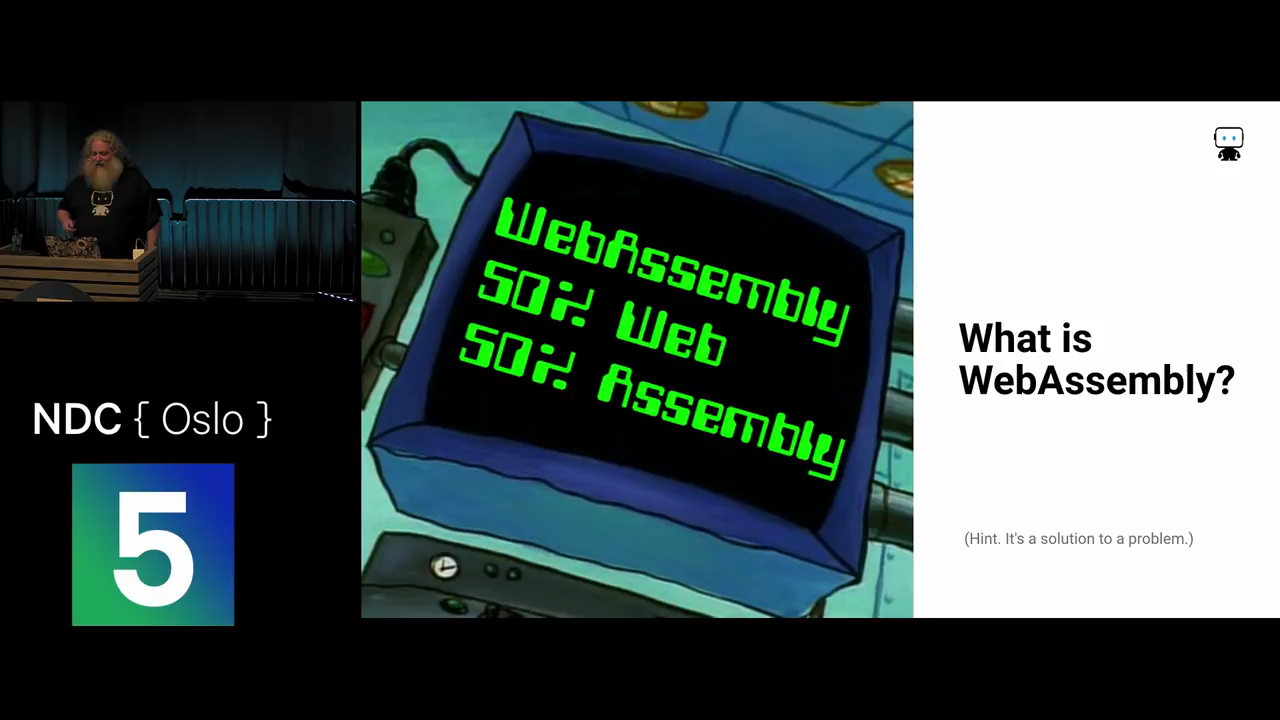 NDC { Oslo }
5
WebAssembly
50% Web
50% Assembly
What is
WebAssembly?
(Hint. It's a solution to a problem.)